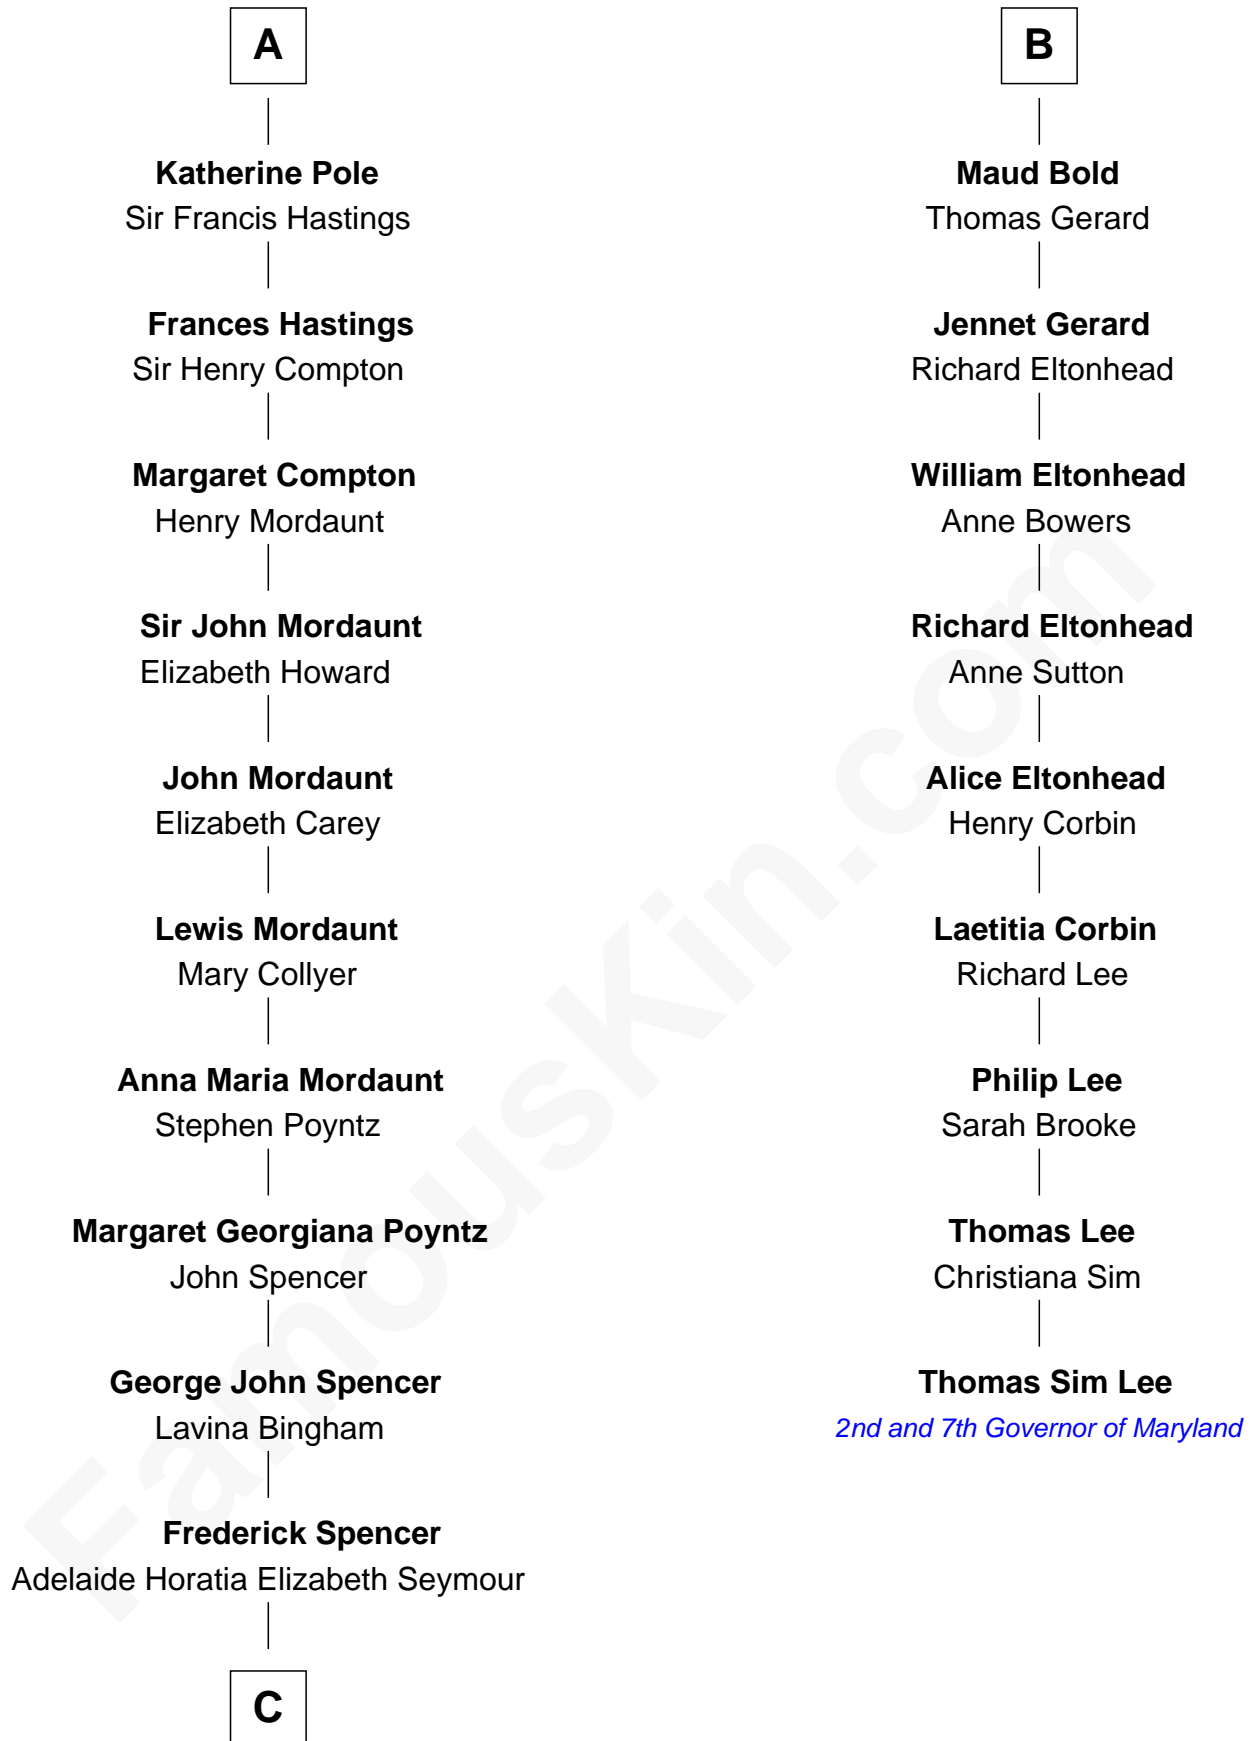 A
Katherine Pole
Sir Francis Hastings
Frances Hastings
Sir Henry Compton
Margaret Compton
Henry Mordaunt
Sir John Mordaunt
Elizabeth Howard
John Mordaunt
Elizabeth Carey
Lewis Mordaunt
Mary Collyer
Anna Maria Mordaunt
Stephen Poyntz
Margaret Georgiana Poyntz
John Spencer
George John Spencer
Lavina Bingham
Frederick Spencer
Adelaide Horatia Elizabeth Seymour
C
B
Maud Bold
Thomas Gerard
Jennet Gerard
Richard Eltonhead
William Eltonhead
Anne Bowers
Richard Eltonhead
Anne Sutton
Alice Eltonhead
Henry Corbin
Laetitia Corbin
Richard Lee
Philip Lee
Sarah Brooke
Thomas Lee
Christiana Sim
Thomas Sim Lee
2nd and 7th Governor of Maryland
FamousKin.com